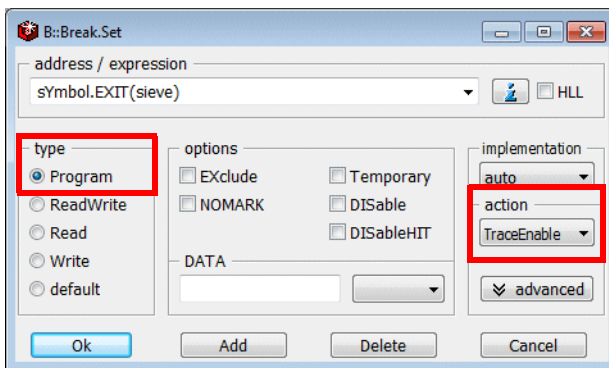 B::Break.Set
address / expression
sYmbol.EXIT(sieve)
HLL
type
options
implementation
Program
EXclude
Temporary
auto
ReadWrite
NOMARK
DISable
action
Read
DISableHIT
TraceEnable
Write
DATA
default
advanced
Ok
Add
Delete
Cancel